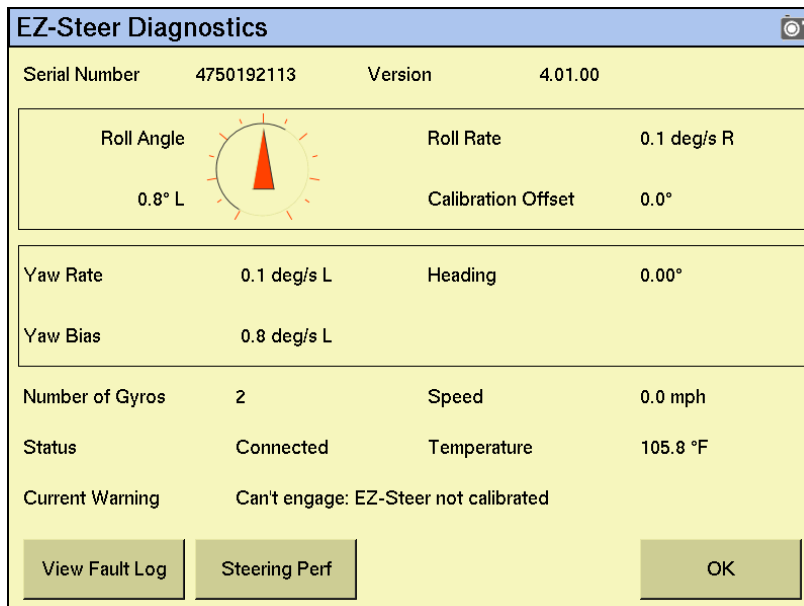 EZ-Steer Diagnostics
Serial Number 4750192113 Version 4.01.00
Roll Angle Roll Rate 0.1 deg/s R
0.8° L Calibration Offset 0.0°
Yaw Rate 0.1 deg/s L Heading 0.00°
Yaw Bias 0.8 deg/s L
Number of Gyros 2 Speed 0.0 mph
Status Connected Temperature 105.8 °F
Current Warning Can't engage: EZ-Steer not calibrated
View Fault Log Steering Perf OK